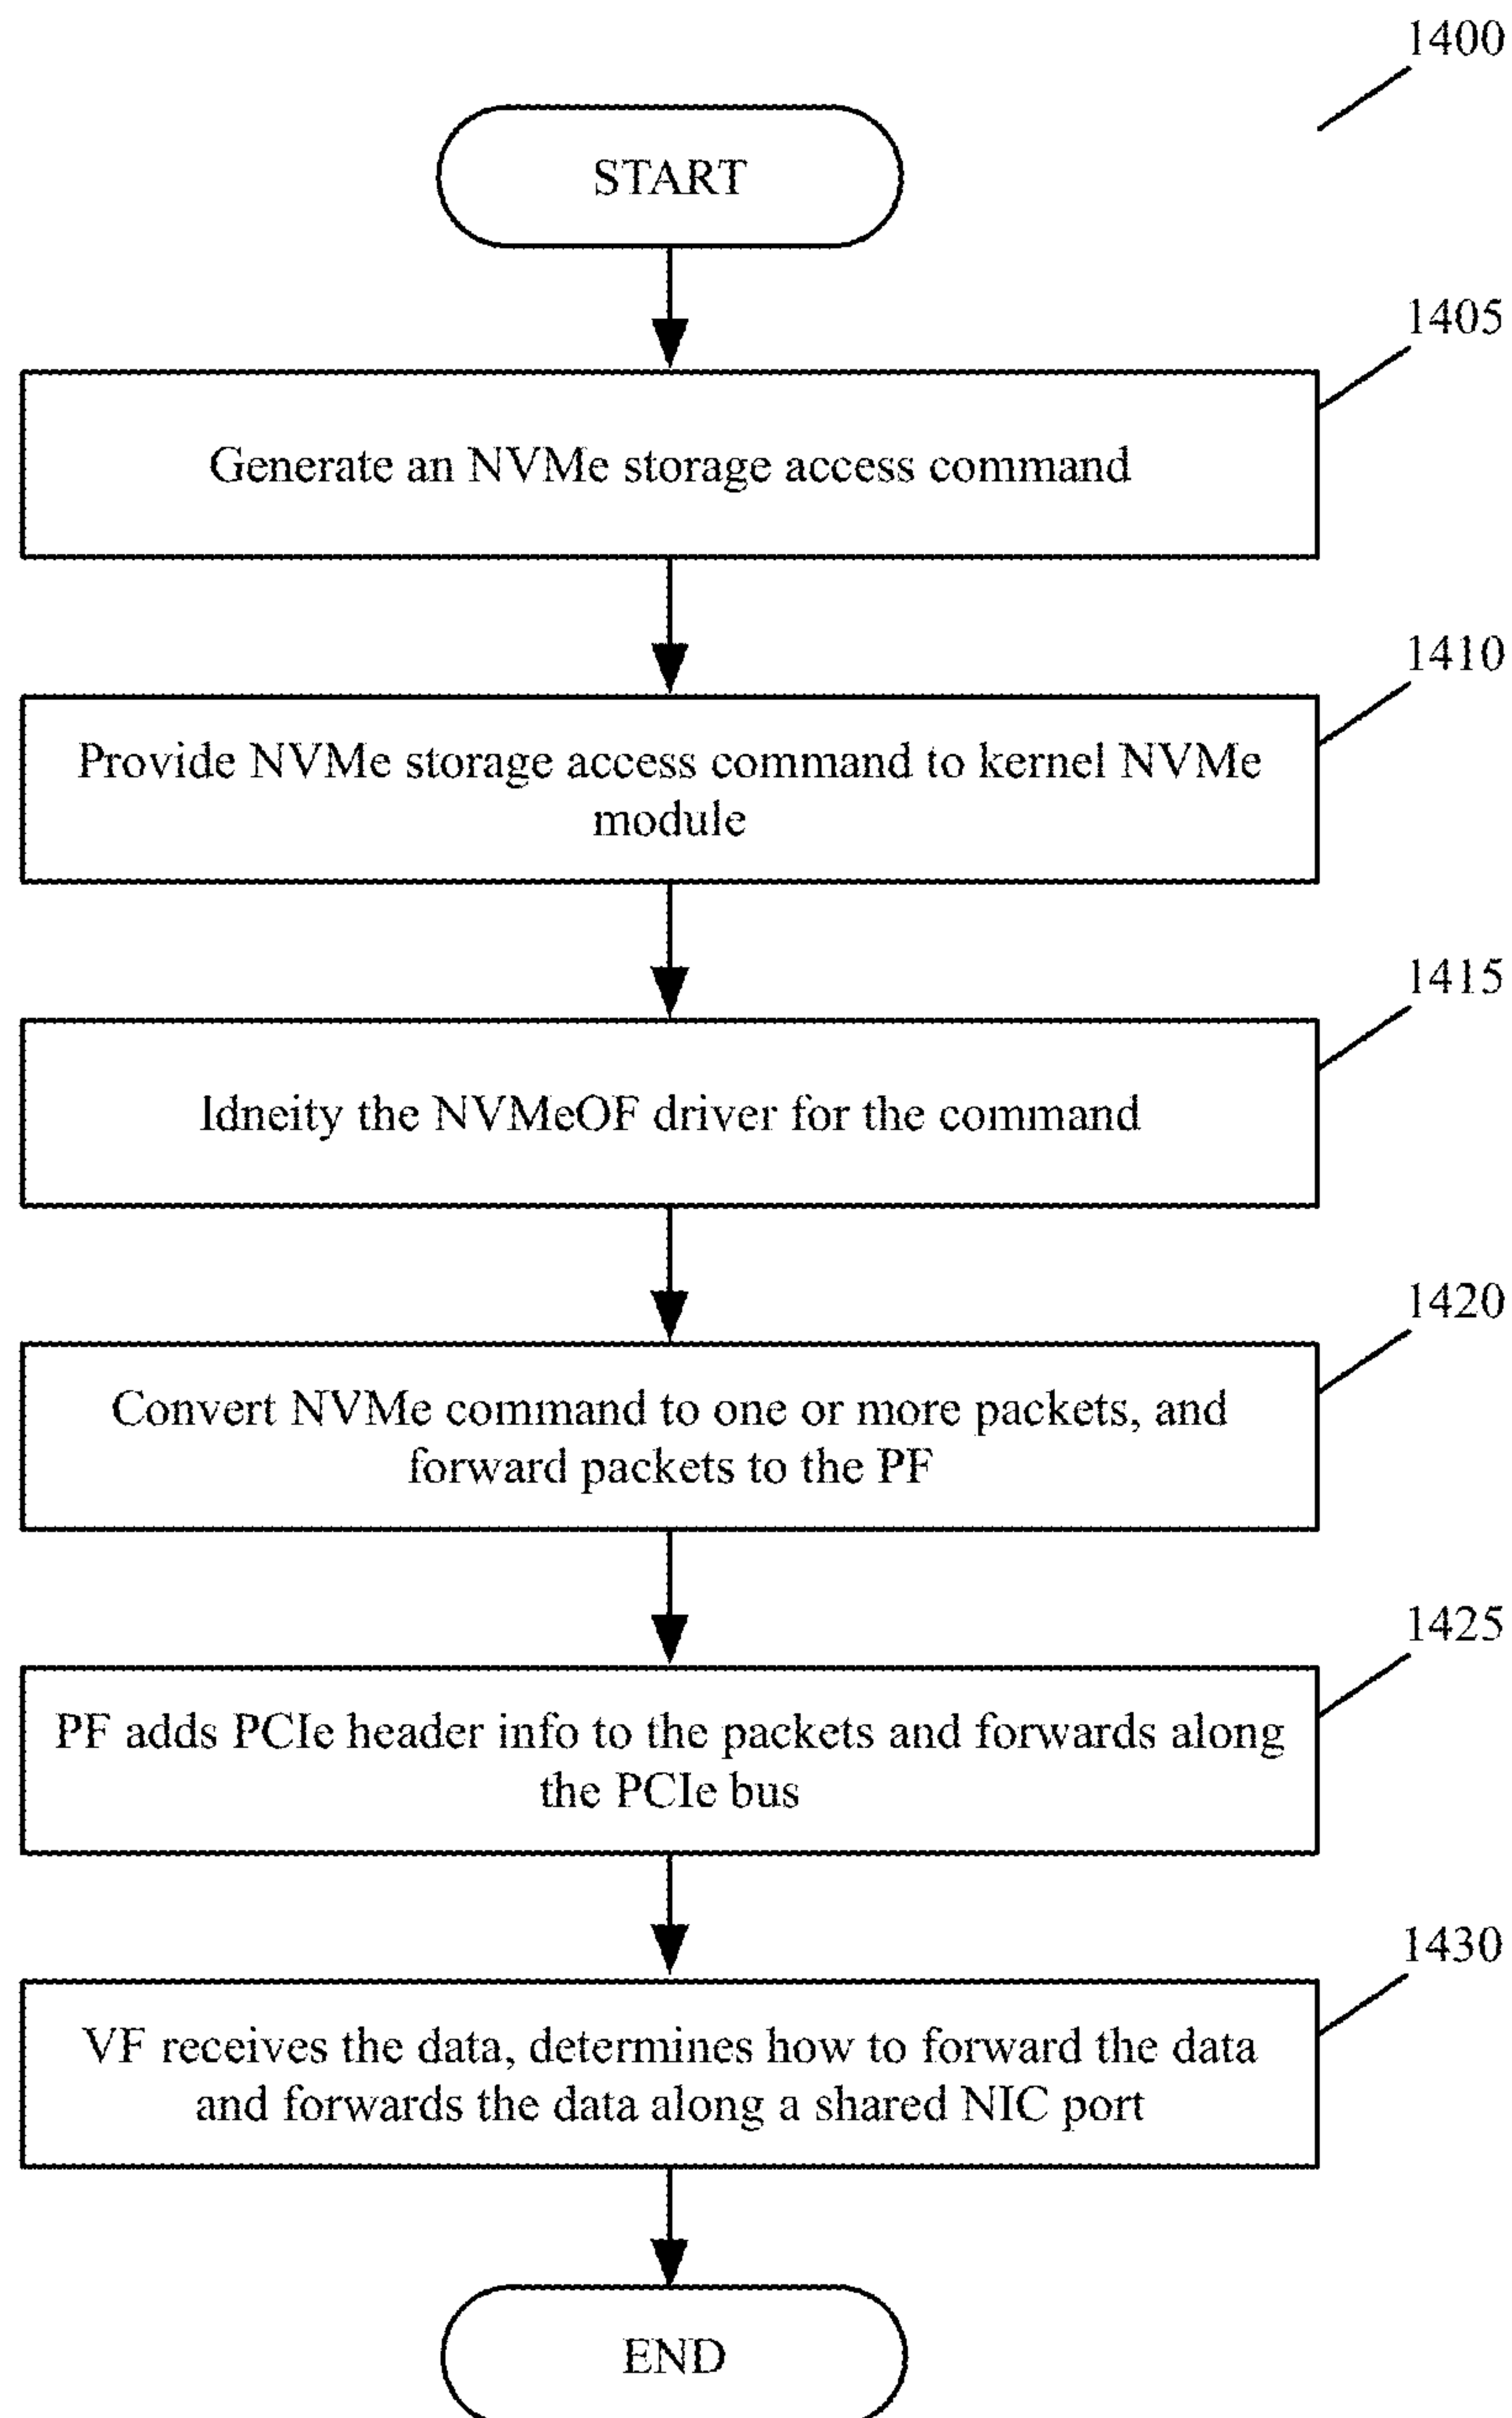 1400
START
1405
Generate an NVMe storage access command
1410
Provide NVMe storage access command to kernel NVMe
module
1415
Idneity the NVMeOF driver for the command
1420
Convert NVMe command to one or more packets, and
forward packets to the PF
1425
PF adds PCIe header info to the packets and forwards along
the PCIe bus
1430
VF receives the data, determines how to forward the data
and forwards the data along a shared NIC port
END